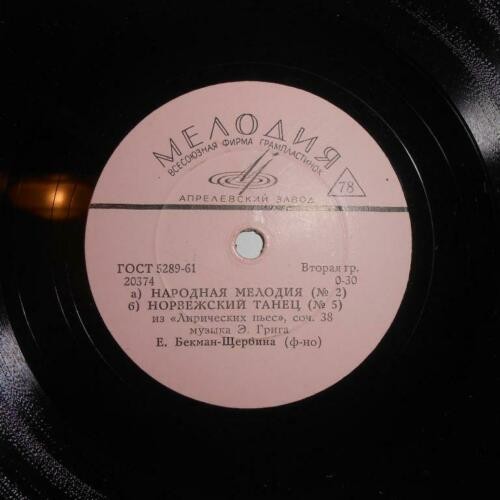 МЕЛОДИЯ
ВСЕСОЮЗНАЯ ФИРМА ГРАМПЛАСТИНОК
78
АПРЕЛЕВСКИЙ ЗАВОД
ГОСТ 5289-61 Вторая гр.
20374 0-30
а) НАРОДНАЯ МЕЛОДИЯ (№ 2)
б) НОРВЕЖСКИЙ ТАНЕЦ (№ 5)
из «Лирических пьес», соч. 38
музыка Э. Грига
Е. Бекман-Щербина (ф-но)